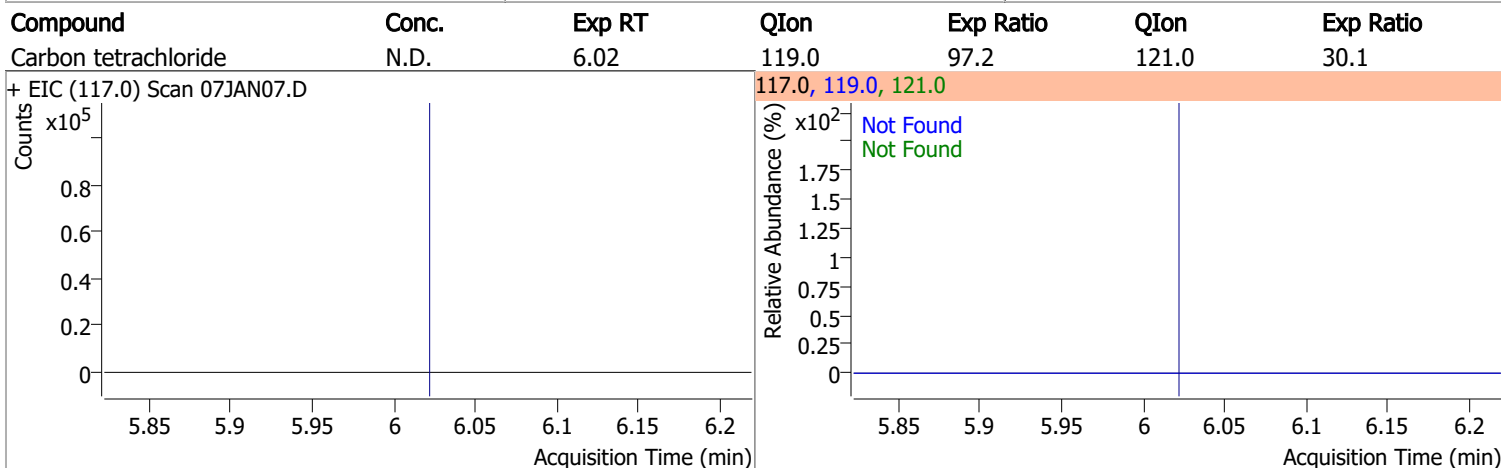 Compound Conc. Exp RT QIon Exp Ratio QIon Exp Ratio
Carbon tetrachloride N.D. 6.02 119.0 97.2 121.0 30.1
+ EIC (117.0) Scan 07JAN07.D
Counts
x10⁵
0.8
0.6
0.4
0.2
0
5.85 5.9 5.95 6 6.05 6.1 6.15 6.2
Acquisition Time (min)
117.0, 119.0, 121.0
Relative Abundance (%)
x10²
Not Found
Not Found
1.75
1.5
1.25
1
0.75
0.5
0.25
0
5.85 5.9 5.95 6 6.05 6.1 6.15 6.2
Acquisition Time (min)